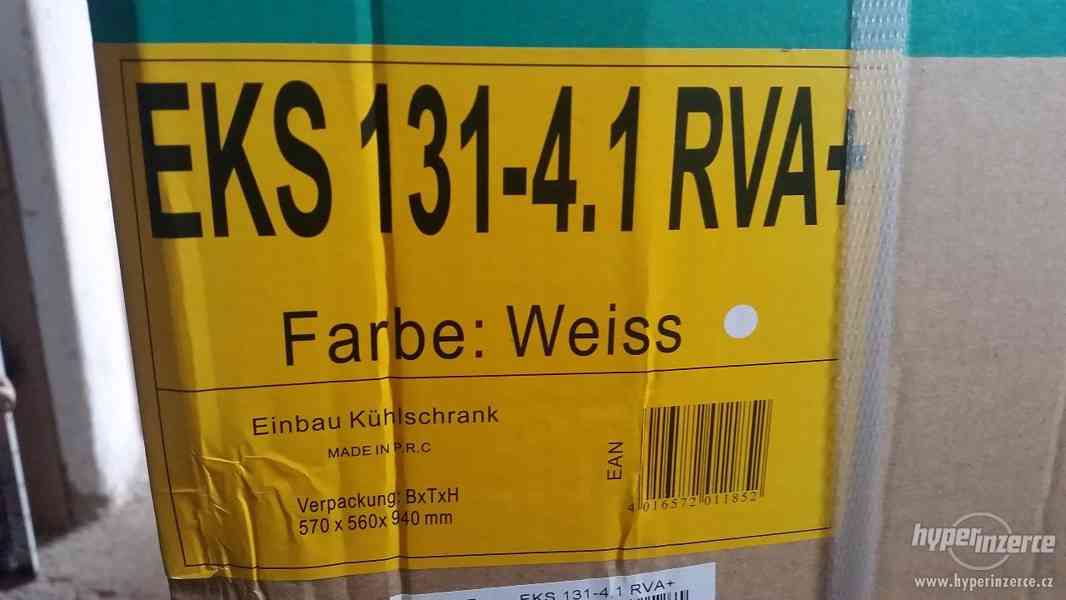 EKS 131-4.1 RVA+
Farbe: Weiss
Einbau Kühlschrank
MADE IN P.R.C
Verpackung: BxTxH
570 x 560x 940 mm
EAN
4 016572 011852
EKS 131-4.1 RVA+
hyperinzerce
www.hyperinzerce.cz